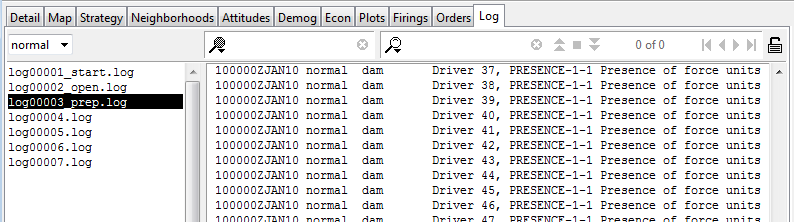 Detail Map Strategy Neighborhoods Attitudes Demog Econ Plots Firings Orders Log
normal 0 of 0
log00001_start.log
log00002_open.log
log00003_prep.log
log00004.log
log00005.log
log00006.log
log00007.log
100000ZJAN10 normal dam Driver 37, PRESENCE-1-1 Presence of force units
100000ZJAN10 normal dam Driver 38, PRESENCE-1-1 Presence of force units
100000ZJAN10 normal dam Driver 39, PRESENCE-1-1 Presence of force units
100000ZJAN10 normal dam Driver 40, PRESENCE-1-1 Presence of force units
100000ZJAN10 normal dam Driver 41, PRESENCE-1-1 Presence of force units
100000ZJAN10 normal dam Driver 42, PRESENCE-1-1 Presence of force units
100000ZJAN10 normal dam Driver 43, PRESENCE-1-1 Presence of force units
100000ZJAN10 normal dam Driver 44, PRESENCE-1-1 Presence of force units
100000ZJAN10 normal dam Driver 45, PRESENCE-1-1 Presence of force units
100000ZJAN10 normal dam Driver 46, PRESENCE-1-1 Presence of force units
100000ZJAN10 normal dam Driver 47, PRESENCE-1-1 Presence of force units